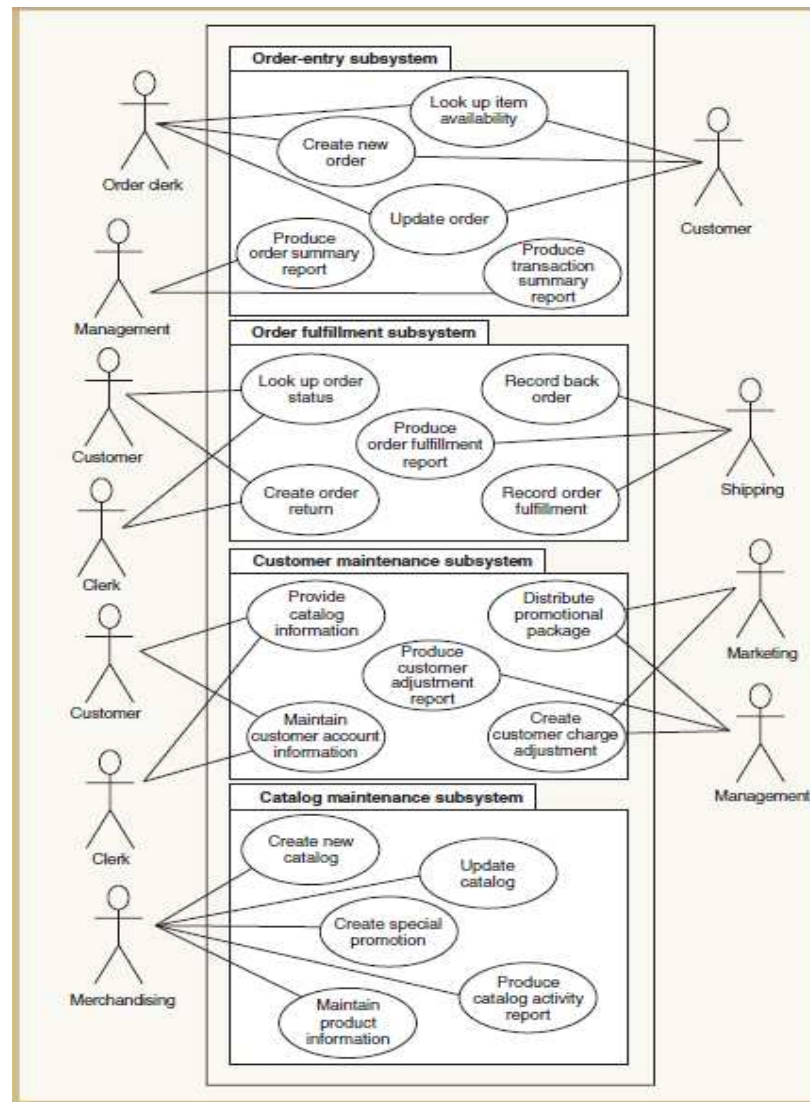 Order-entry subsystem
Look up item
availability
Create new
order
Order clerk
Update order
Customer
Produce
order summary
report
Produce
transaction
summary
report
Management
Order fulfillment subsystem
Look up order
status
Record back
order
Produce
order fulfillment
report
Customer
Shipping
Create order
return
Record order
fulfillment
Clerk
Customer maintenance subsystem
Provide
catalog
information
Distribute
promotional
package
Marketing
Produce
customer
adjustment
report
Customer
Maintain
customer account
information
Create
customer charge
adjustment
Management
Clerk
Catalog maintenance subsystem
Create new
catalog
Update
catalog
Create special
promotion
Merchandising
Produce
catalog activity
report
Maintain
product
information